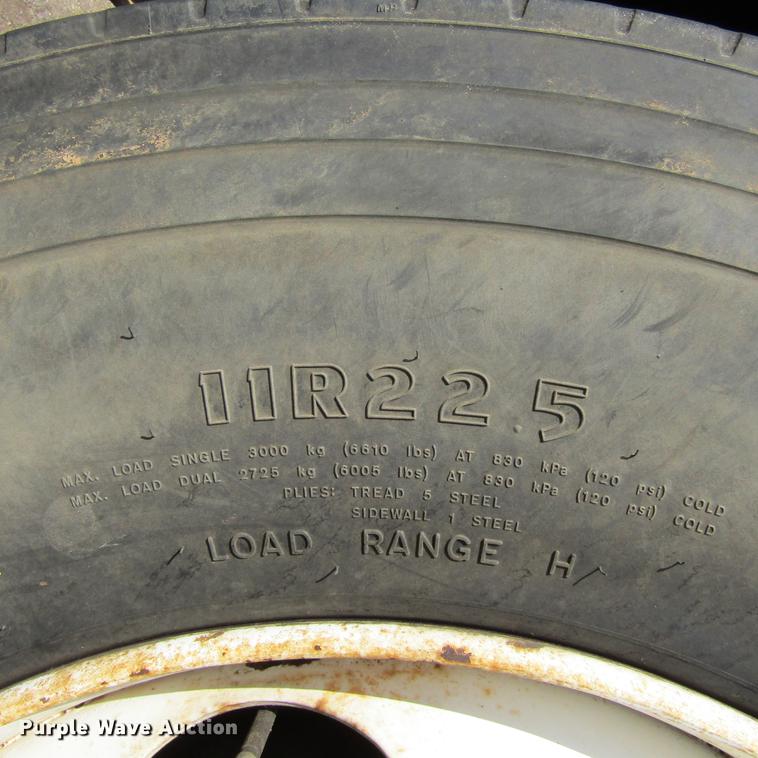 11R22.5
MAX. LOAD SINGLE 3000 kg (6610 lbs) AT 830 kPa (120 psi) COLD
MAX. LOAD DUAL 2725 kg (6005 lbs) AT 830 kPa (120 psi) COLD
PLIES: TREAD 5 STEEL
SIDEWALL 1 STEEL
LOAD RANGE H
Purple Wave Auction